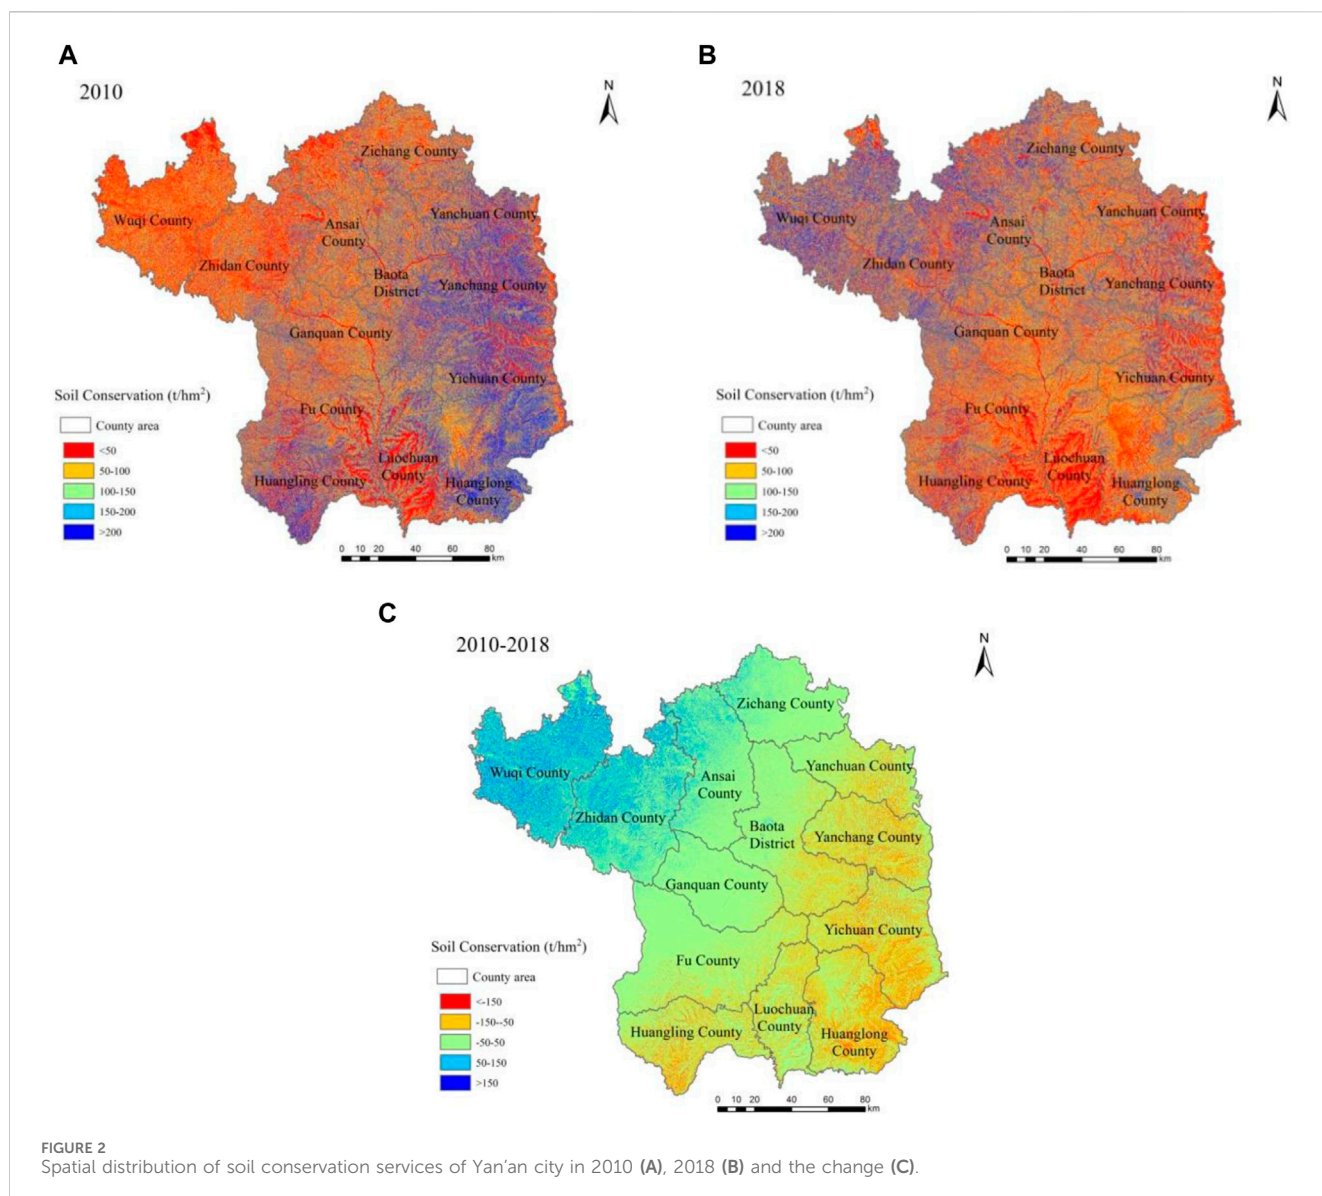 A
2010
N
Zichang County
Wuqi County
Yanchuan County
Ansai
County
Zhidan County
Baota
District
Yanchang County
Ganquan County
Yichuan County
Fu County
Luochuan
County
Huangling County
Huanglong
County
Soil Conservation (t/hm²)
County area
<50
50-100
100-150
150-200
>200
0 10 20 40 60 80
km
B
2018
N
Zichang County
Wuqi County
Yanchuan County
Ansai
County
Zhidan County
Baota
District
Yanchang County
Ganquan County
Yichuan County
Fu County
Luochuan
County
Huangling County
Huanglong
County
Soil Conservation (t/hm²)
County area
<50
50-100
100-150
150-200
>200
0 10 20 40 60 80
km
C
2010-2018
N
Zichang County
Wuqi County
Yanchuan County
Ansai
County
Zhidan County
Baota
District
Yanchang County
Ganquan County
Yichuan County
Fu County
Luochuan
County
Huangling County
Huanglong
County
Soil Conservation (t/hm²)
County area
<-150
-150--50
-50-50
50-150
>150
0 10 20 40 60 80
km
FIGURE 2
Spatial distribution of soil conservation services of Yan'an city in 2010 (A), 2018 (B) and the change (C).